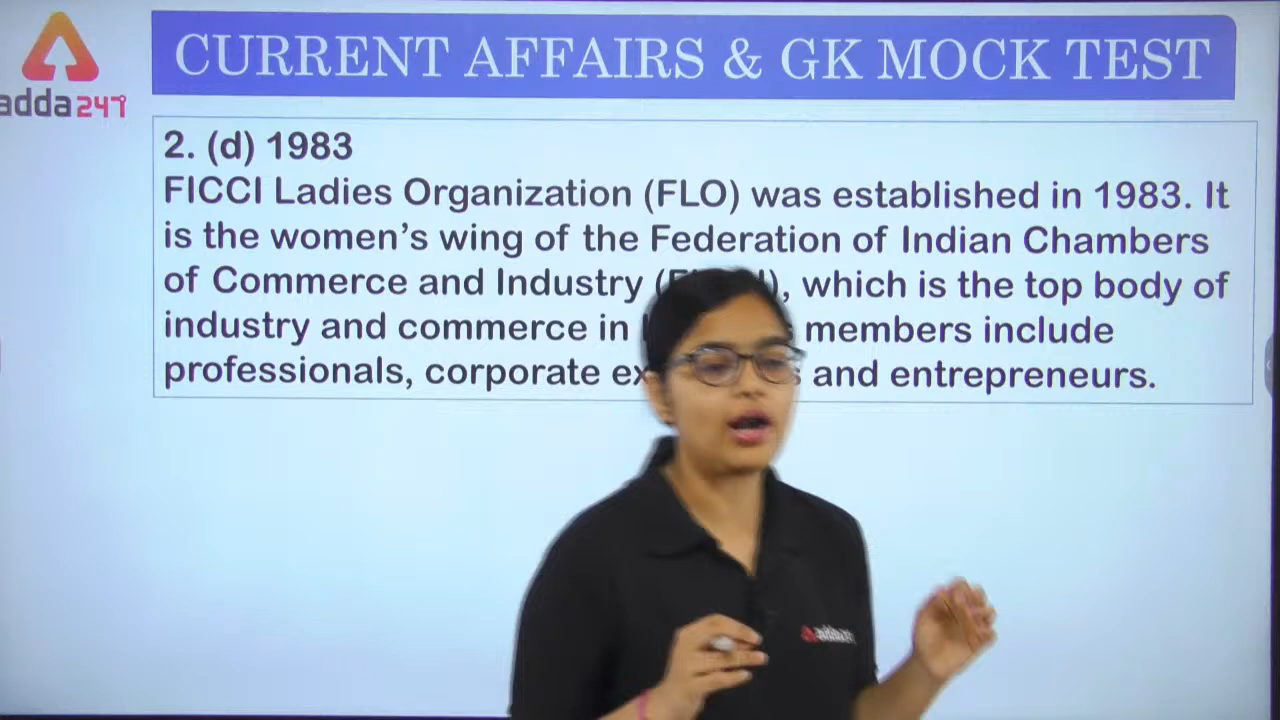 CURRENT AFFAIRS & GK MOCK TEST
adda247
2. (d) 1983
FICCI Ladies Organization (FLO) was established in 1983. It
is the women's wing of the Federation of Indian Chambers
of Commerce and Industry ( ), which is the top body of
industry and commerce in members include
professionals, corporate and entrepreneurs.